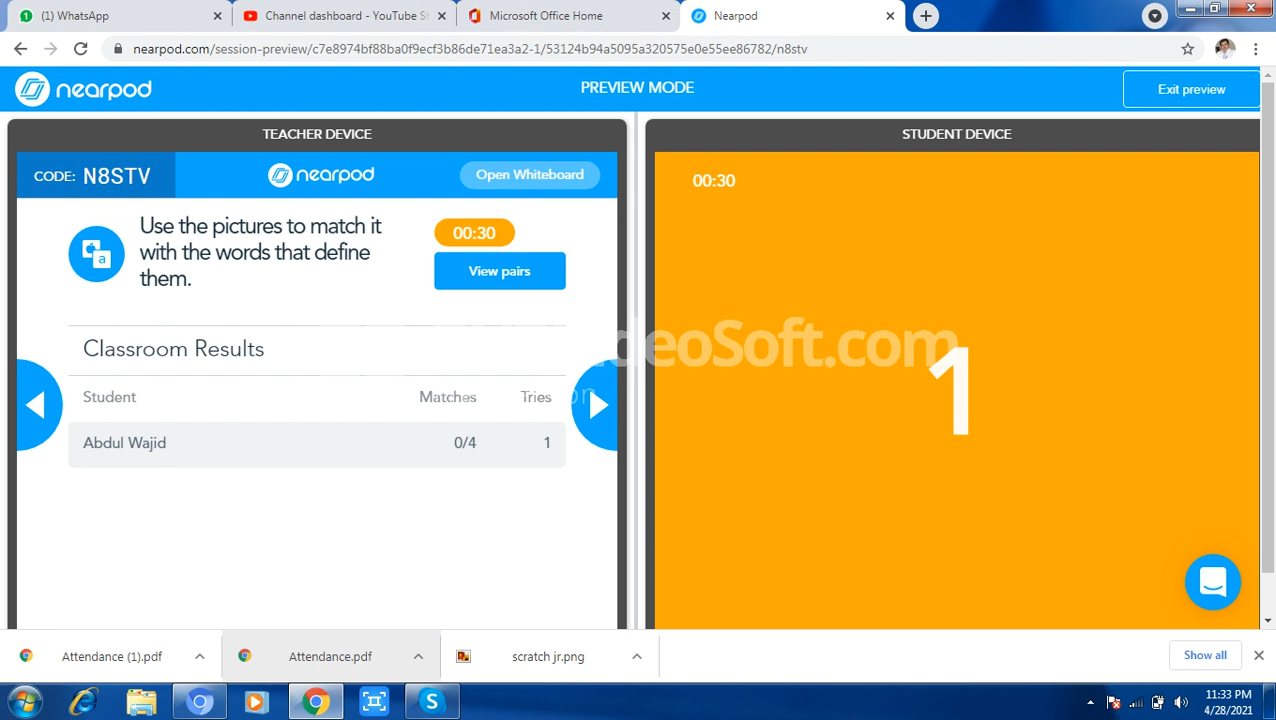 (1) WhatsApp
Channel dashboard - YouTube St
Microsoft Office Home
Nearpod
nearpod.com/session-preview/c7e8974bf88ba0f9ecf3b86de71ea3a2-1/53124b94a5095a320575e0e55ee86782/n8stv
nearpod
PREVIEW MODE
Exit preview
TEACHER DEVICE
STUDENT DEVICE
CODE: N8STV
nearpod
Open Whiteboard
00:30
Use the pictures to match it
with the words that define
them.
00:30
View pairs
deoSoft.com
on
1
Classroom Results
Student
Matches
Tries
Abdul Wajid
0/4
1
Attendance (1).pdf
Attendance.pdf
scratch jr.png
Show all
11:33 PM
4/28/2021